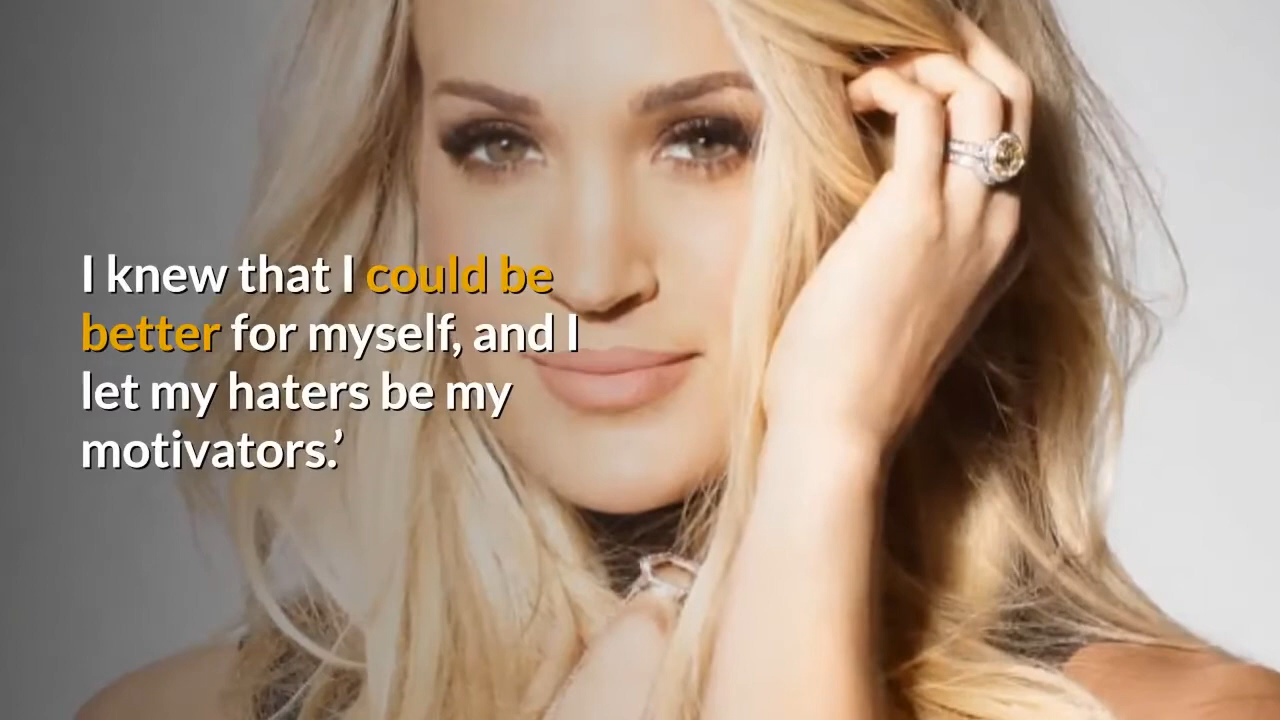 I knew that I could be
better for myself, and I
let my haters be my
motivators.’